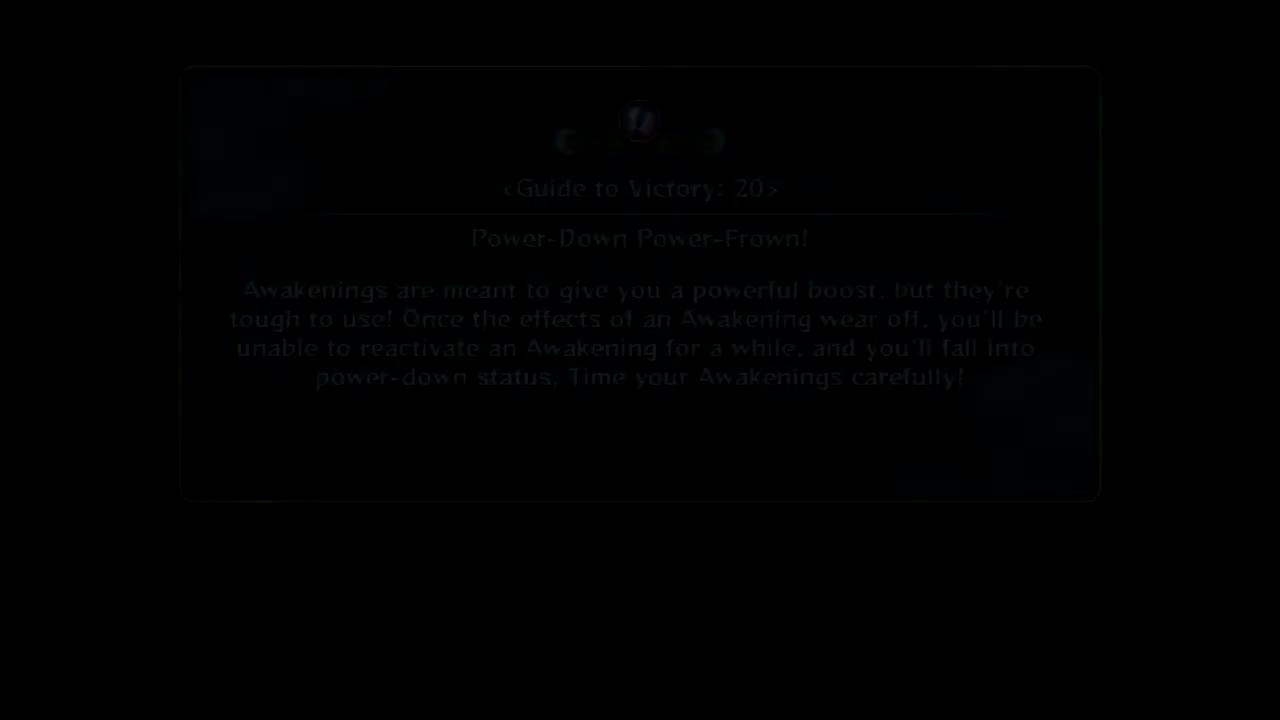 <Guide to Victory: 20>
Power-Down Power-Frown!
Awakenings are meant to give you a powerful boost, but they're
tough to use! Once the effects of an Awakening wear off, you'll be
unable to reactivate an Awakening for a while, and you'll fall into
power-down status. Time your Awakenings carefully!